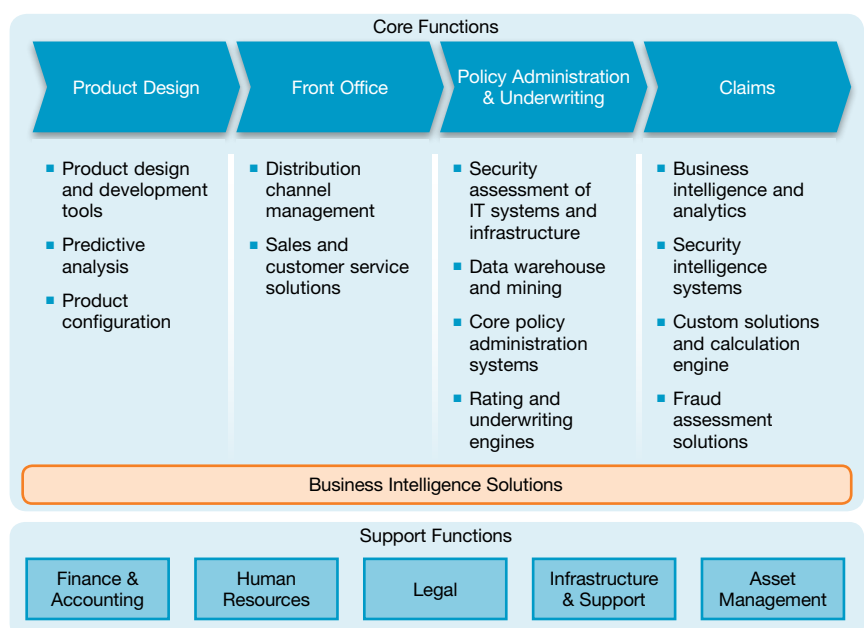 Core Functions
Product Design
Front Office
Policy Administration
& Underwriting
Claims
Product design
and development
tools
Predictive
analysis
Product
configuration
Distribution
channel
management
Sales and
customer service
solutions
Security
assessment of
IT systems and
infrastructure
Data warehouse
and mining
Core policy
administration
systems
Rating and
underwriting
engines
Business
intelligence and
analytics
Security
intelligence
systems
Custom solutions
and calculation
engine
Fraud
assessment
solutions
Business Intelligence Solutions
Support Functions
Finance &
Accounting
Human
Resources
Legal
Infrastructure
& Support
Asset
Management